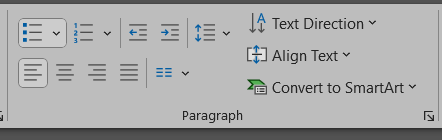 Text Direction
Align Text
Convert to SmartArt
Paragraph